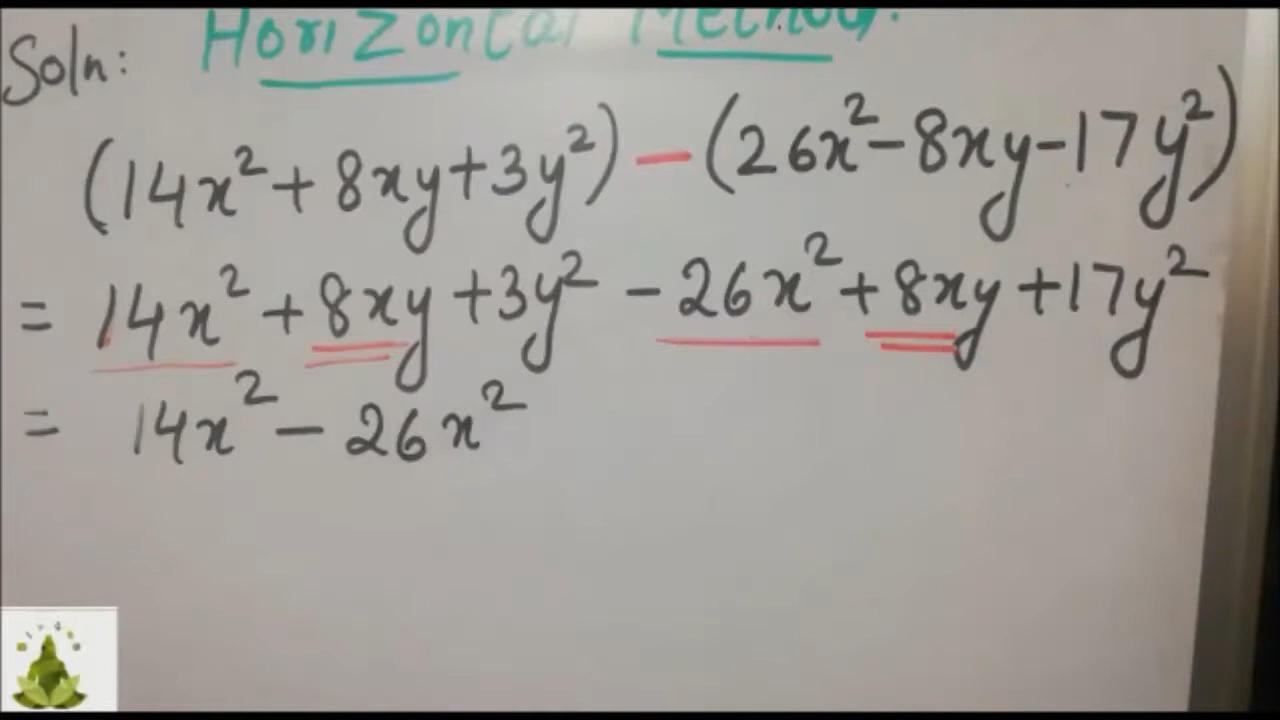 Soln: Horizontal Method:
(14x² + 8xy + 3y²) - (26x² - 8xy - 17y²)
= 14x² + 8xy + 3y² - 26x² + 8xy + 17y²
= 14x² - 26x²